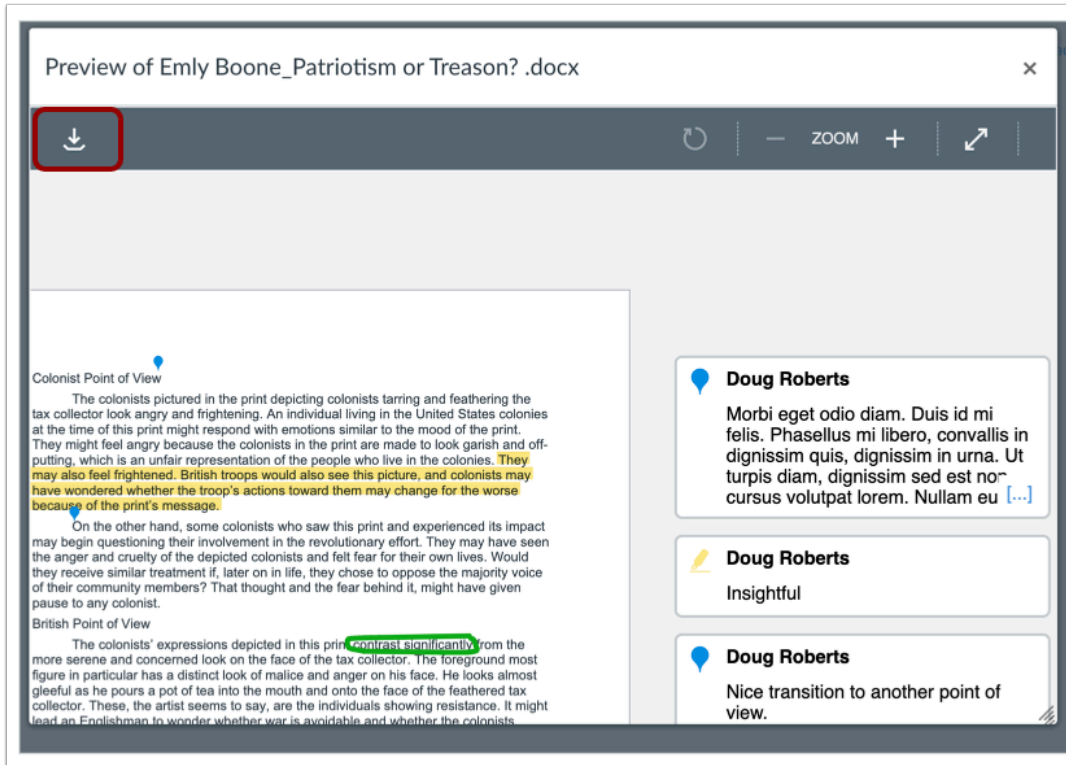 Preview of Emly Boone_Patriotism or Treason? .docx
ZOOM
Colonist Point of View
The colonists pictured in the print depicting colonists tarring and feathering the
tax collector look angry and frightening. An individual living in the United States colonies
at the time of this print might respond with emotions similar to the mood of the print.
They might feel angry because the colonists in the print are made to look garish and off-
putting, which is an unfair representation of the people who live in the colonies. They
may also feel frightened. British troops would also see this picture, and colonists may
have wondered whether the troop's actions toward them may change for the worse
because of the print's message.
On the other hand, some colonists who saw this print and experienced its impact
may begin questioning their involvement in the revolutionary effort. They may have seen
the anger and cruelty of the depicted colonists and felt fear for their own lives. Would
they receive similar treatment if, later on in life, they chose to oppose the majority voice
of their community members? That thought and the fear behind it, might have given
pause to any colonist.
British Point of View
The colonists' expressions depicted in this print contrast significantly from the
more serene and concerned look on the face of the tax collector. The foreground most
figure in particular has a distinct look of malice and anger on his face. He looks almost
gleeful as he pours a pot of tea into the mouth and onto the face of the feathered tax
collector. These, the artist seems to say, are the individuals showing resistance. It might
lead an Englishman to wonder whether war is avoidable and whether the colonists
Doug Roberts
Morbi eget odio diam. Duis id mi
felis. Phasellus mi libero, convallis in
dignissim quis, dignissim in urna. Ut
turpis diam, dignissim sed est non
cursus volutpat lorem. Nullam eu [...]
Doug Roberts
Insightful
Doug Roberts
Nice transition to another point of
view.